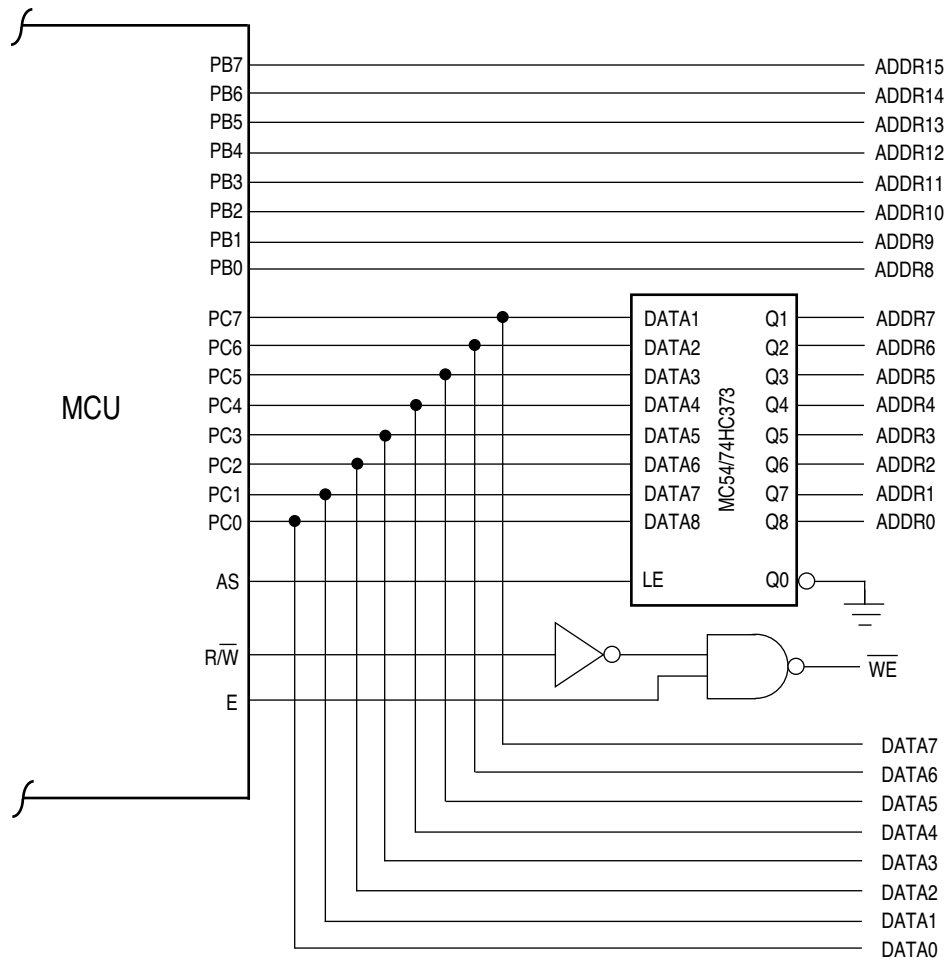 PB7 ADDR15
PB6 ADDR14
PB5 ADDR13
PB4 ADDR12
PB3 ADDR11
PB2 ADDR10
PB1 ADDR9
PB0 ADDR8
PC7 DATA1 Q1 ADDR7
PC6 DATA2 Q2 ADDR6
PC5 DATA3 Q3 ADDR5
PC4 DATA4 Q4 ADDR4
MCU
MC54/74HC373
PC3 DATA5 Q5 ADDR3
PC2 DATA6 Q6 ADDR2
PC1 DATA7 Q7 ADDR1
PC0 DATA8 Q8 ADDR0
AS LE Q0
R/W̅
W̅E̅
E
DATA7
DATA6
DATA5
DATA4
DATA3
DATA2
DATA1
DATA0